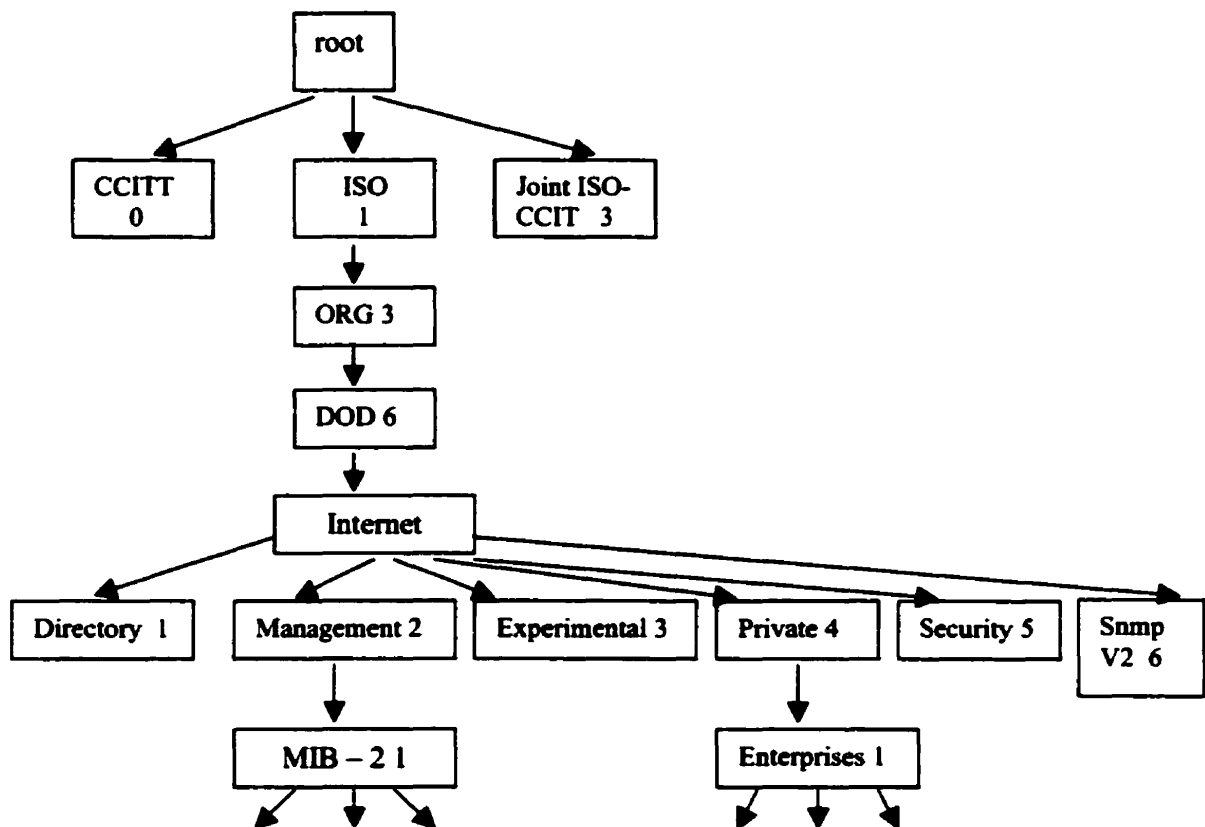 root
CCITT
0
ISO
1
Joint ISO-
CCIT 3
ORG 3
DOD 6
Internet
Directory 1
Management 2
Experimental 3
Private 4
Security 5
Snmp
V2 6
MIB – 2 1
Enterprises 1